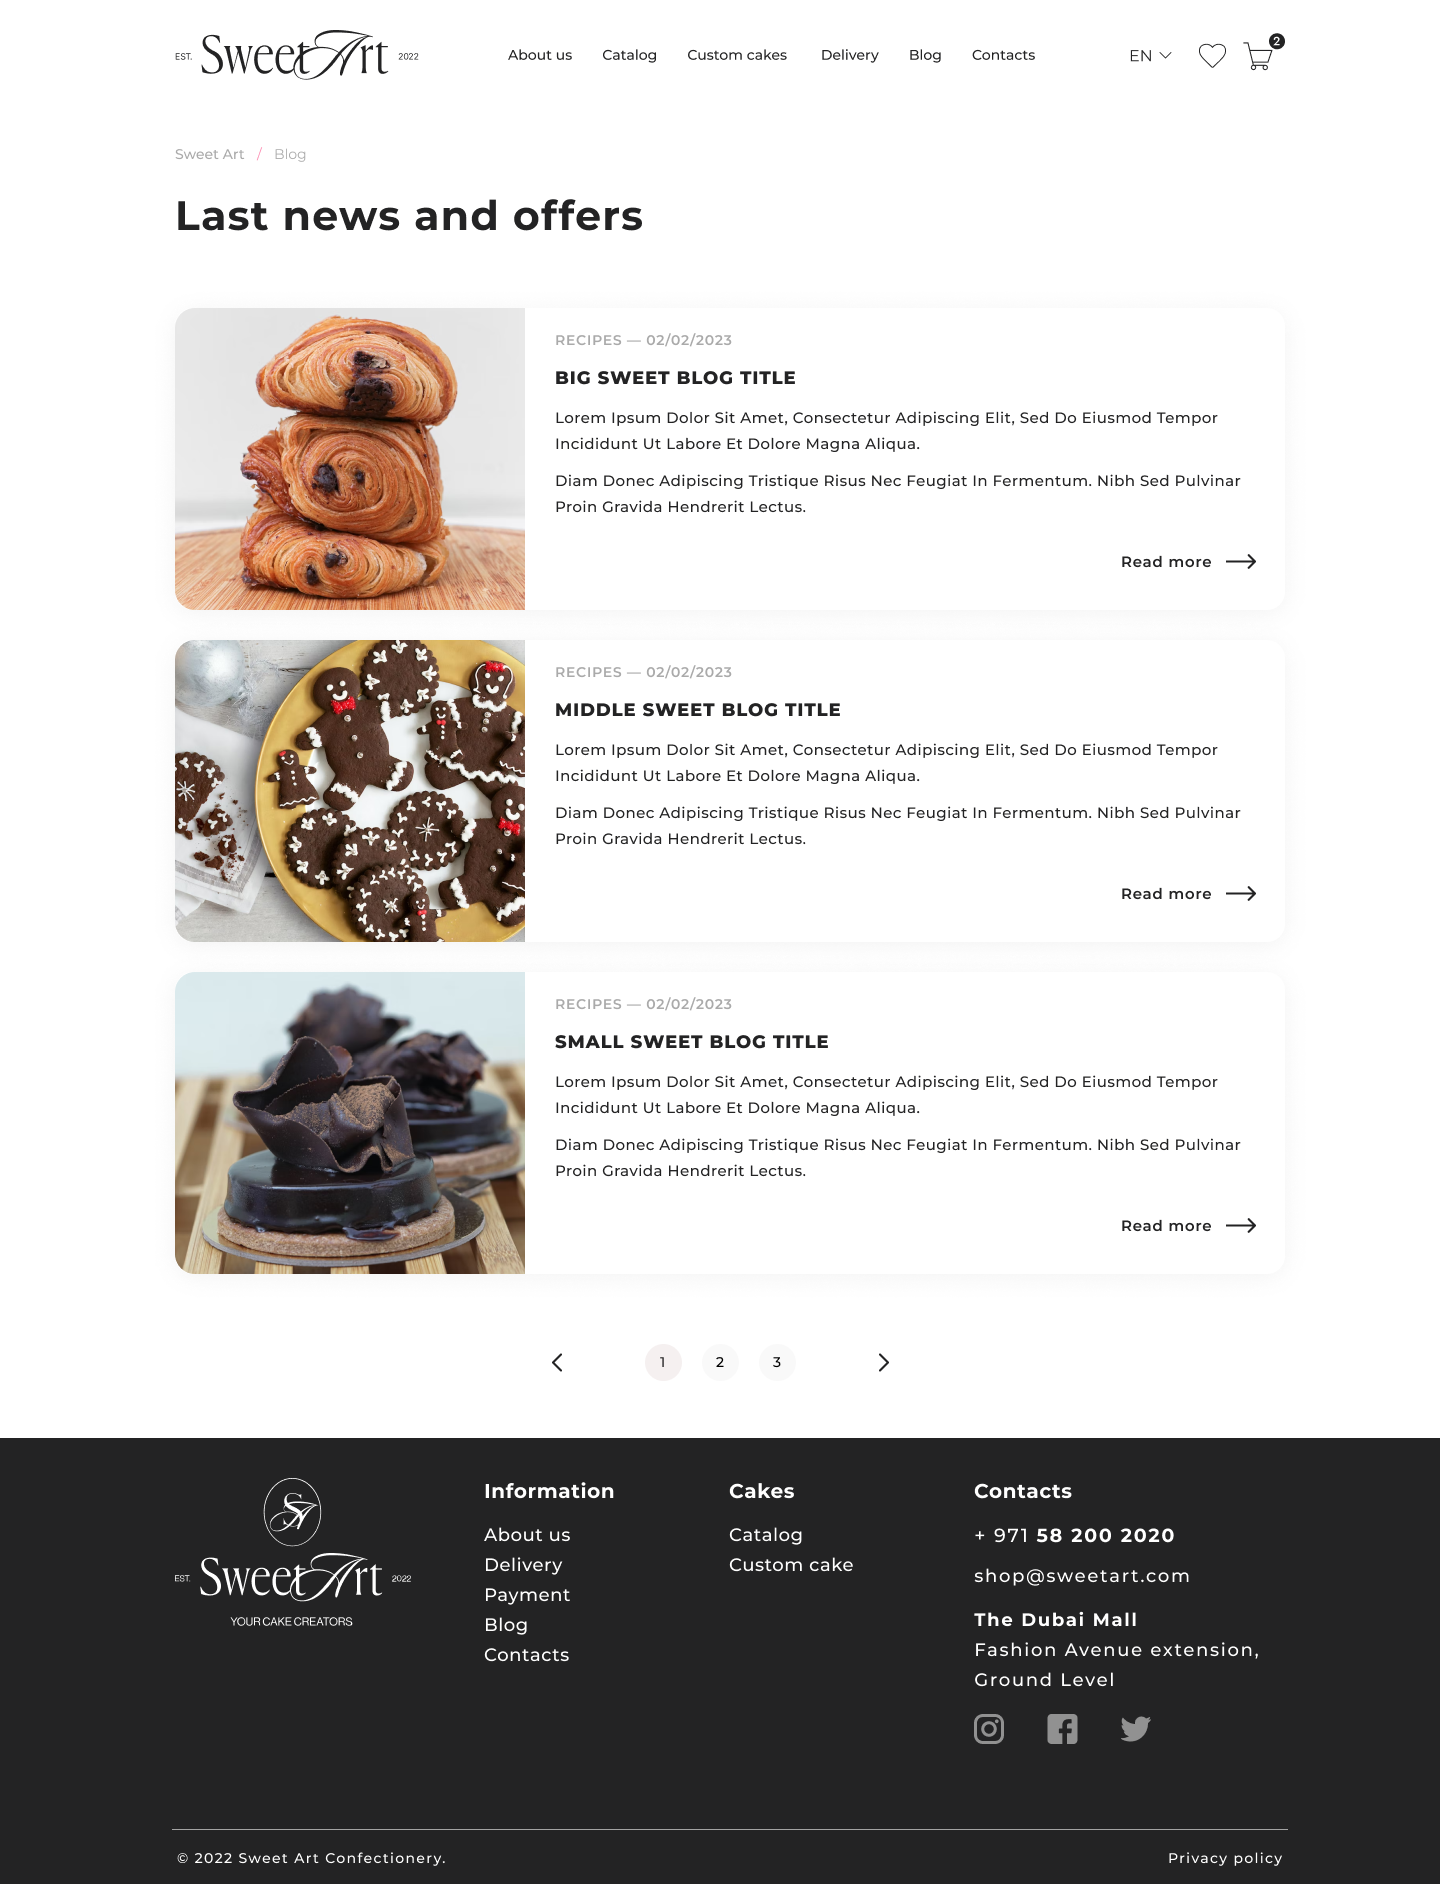 EST. Sweet Art 2022
About us Catalog Custom cakes Delivery Blog Contacts
EN
2
Sweet Art / Blog
Last news and offers
RECIPES — 02/02/2023
BIG SWEET BLOG TITLE
Lorem Ipsum Dolor Sit Amet, Consectetur Adipiscing Elit, Sed Do Eiusmod Tempor
Incididunt Ut Labore Et Dolore Magna Aliqua.
Diam Donec Adipiscing Tristique Risus Nec Feugiat In Fermentum. Nibh Sed Pulvinar
Proin Gravida Hendrerit Lectus.
Read more
RECIPES — 02/02/2023
MIDDLE SWEET BLOG TITLE
Lorem Ipsum Dolor Sit Amet, Consectetur Adipiscing Elit, Sed Do Eiusmod Tempor
Incididunt Ut Labore Et Dolore Magna Aliqua.
Diam Donec Adipiscing Tristique Risus Nec Feugiat In Fermentum. Nibh Sed Pulvinar
Proin Gravida Hendrerit Lectus.
Read more
RECIPES — 02/02/2023
SMALL SWEET BLOG TITLE
Lorem Ipsum Dolor Sit Amet, Consectetur Adipiscing Elit, Sed Do Eiusmod Tempor
Incididunt Ut Labore Et Dolore Magna Aliqua.
Diam Donec Adipiscing Tristique Risus Nec Feugiat In Fermentum. Nibh Sed Pulvinar
Proin Gravida Hendrerit Lectus.
Read more
1 2 3
SA
EST. Sweet Art 2022
YOUR CAKE CREATORS
Information
About us
Delivery
Payment
Blog
Contacts
Cakes
Catalog
Custom cake
Contacts
+ 971 58 200 2020
shop@sweetart.com
The Dubai Mall
Fashion Avenue extension,
Ground Level
© 2022 Sweet Art Confectionery.
Privacy policy